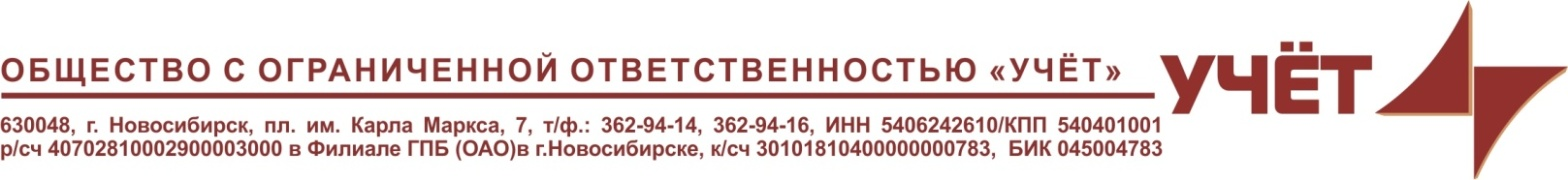 ОБЩЕСТВО С ОГРАНИЧЕННОЙ ОТВЕТСТВЕННОСТЬЮ «УЧЁТ»
УЧЁТ
630048, г. Новосибирск, пл. им. Карла Маркса, 7, т/ф.: 362-94-14, 362-94-16, ИНН 5406242610/КПП 540401001
р/сч 40702810002900003000 в Филиале ГПБ (ОАО)в г.Новосибирске, к/сч 30101810400000000783, БИК 045004783